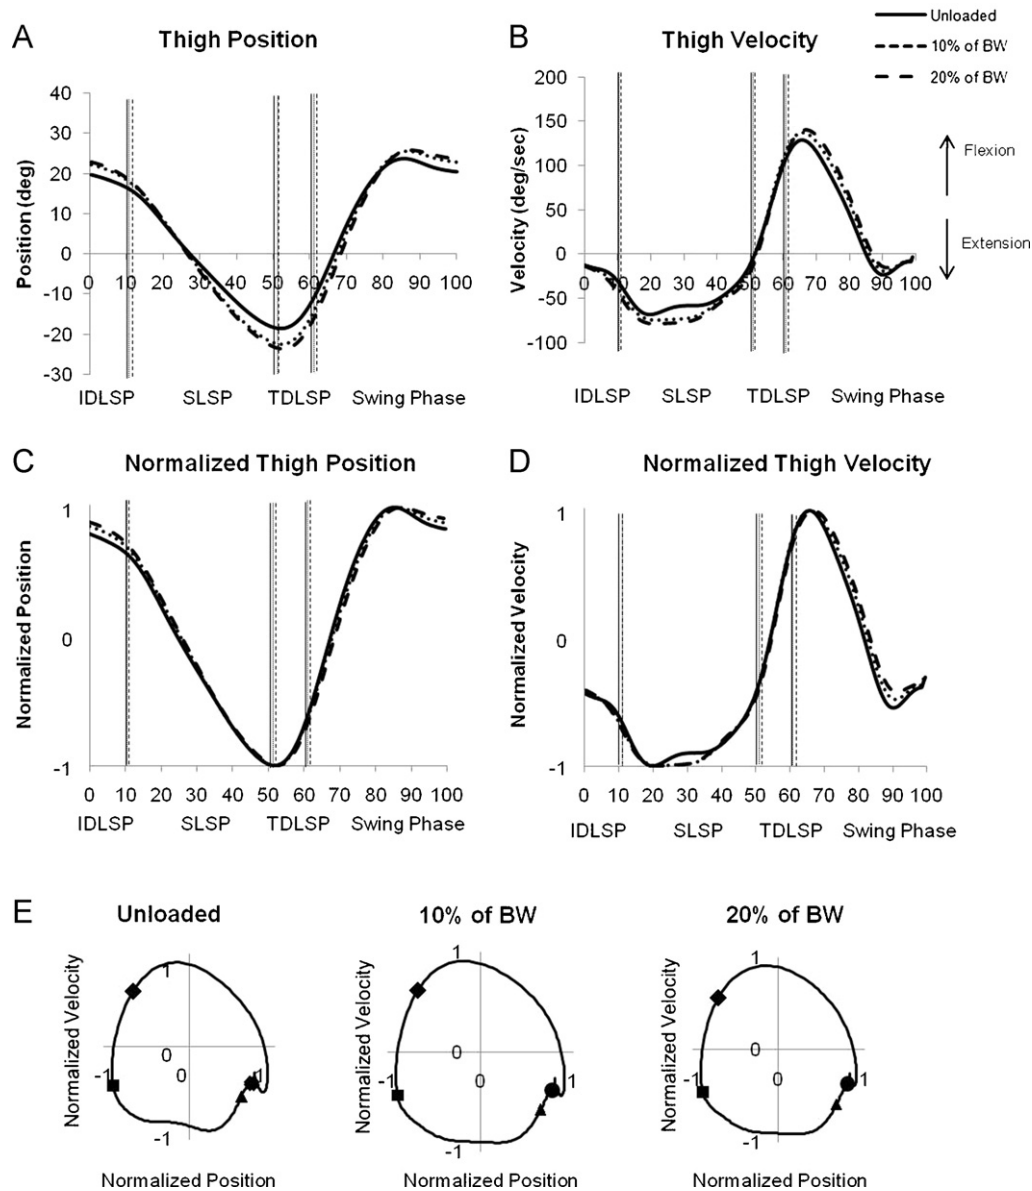 A Thigh Position
B Thigh Velocity
Unloaded
10% of BW
20% of BW
Flexion
Extension
Position (deg)
40
30
20
10
0
-10
-20
-30
0 10 20 30 40 50 60 70 80 90 100
IDLSP SLSP TDLSP Swing Phase
Velocity (deg/sec)
200
150
100
50
0
-50
-100
0 10 20 30 40 50 60 70 80 90 100
IDLSP SLSP TDLSP Swing Phase
C Normalized Thigh Position
Normalized Position
1
0
-1
0 10 20 30 40 50 60 70 80 90 100
IDLSP SLSP TDLSP Swing Phase
D Normalized Thigh Velocity
Normalized Velocity
1
0
-1
0 10 20 30 40 50 60 70 80 90 100
IDLSP SLSP TDLSP Swing Phase
E Unloaded
Normalized Velocity
1
0
-1 0 1
-1
Normalized Position
10% of BW
Normalized Velocity
1
0
-1 0 1
-1
Normalized Position
20% of BW
Normalized Velocity
1
0
-1 0 1
-1
Normalized Position